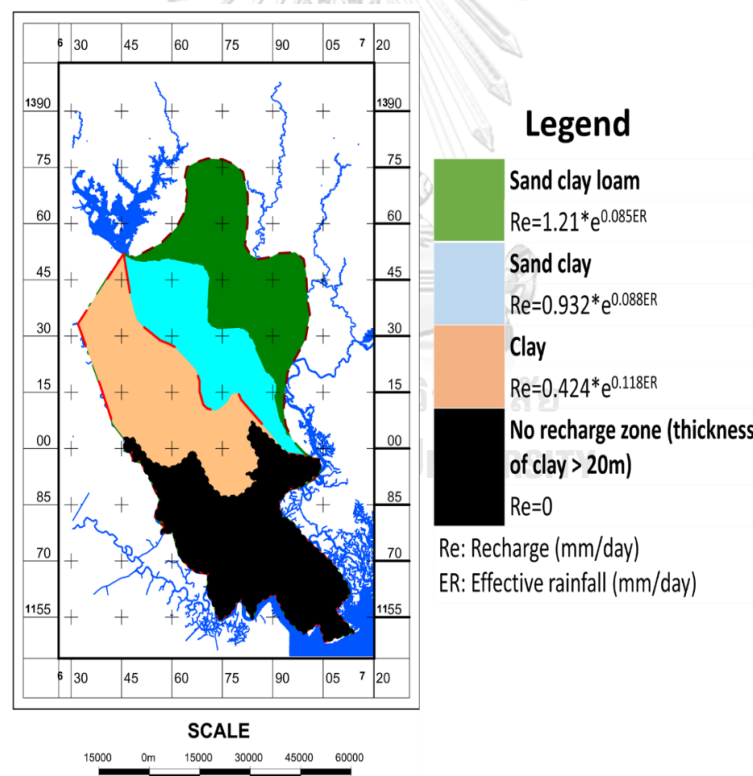 6 30 45 60 75 90 05 7 20
1390 1390
75 75
60 60
45 45
30 30
15 15
00 00
85 85
70 70
1155 1155
6 30 45 60 75 90 05 7 20
SCALE
15000 0m 15000 30000 45000 60000
Legend
Sand clay loam
Re=1.21*e^0.085ER
Sand clay
Re=0.932*e^0.088ER
Clay
Re=0.424*e^0.118ER
No recharge zone (thickness
of clay > 20m)
Re=0
Re: Recharge (mm/day)
ER: Effective rainfall (mm/day)